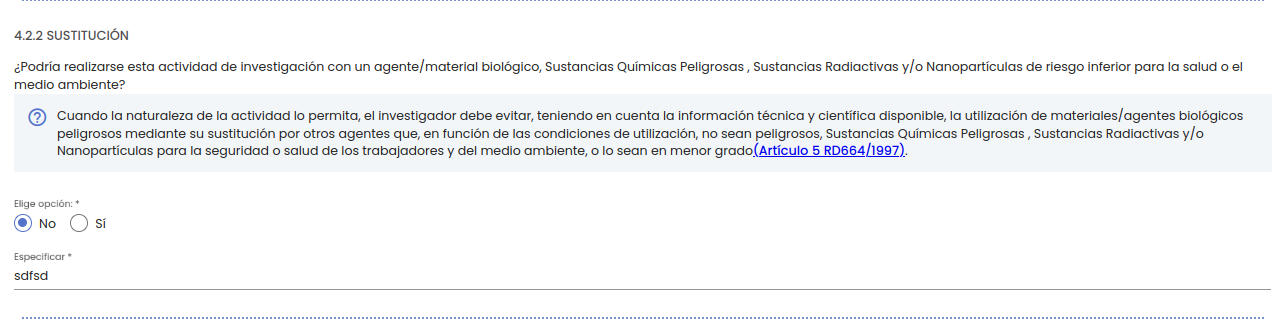 4.2.2 SUSTITUCIÓN
¿Podría realizarse esta actividad de investigación con un agente/material biológico, Sustancias Químicas Peligrosas , Sustancias Radiactivas y/o Nanopartículas de riesgo inferior para la salud o el
medio ambiente?
Cuando la naturaleza de la actividad lo permita, el investigador debe evitar, teniendo en cuenta la información técnica y científica disponible, la utilización de materiales/agentes biológicos
peligrosos mediante su sustitución por otros agentes que, en función de las condiciones de utilización, no sean peligrosos, Sustancias Químicas Peligrosas , Sustancias Radiactivas y/o
Nanopartículas para la seguridad o salud de los trabajadores y del medio ambiente, o lo sean en menor grado(Artículo 5 RD664/1997).
Elige opción: *
No Sí
Especificar *
sdfsd